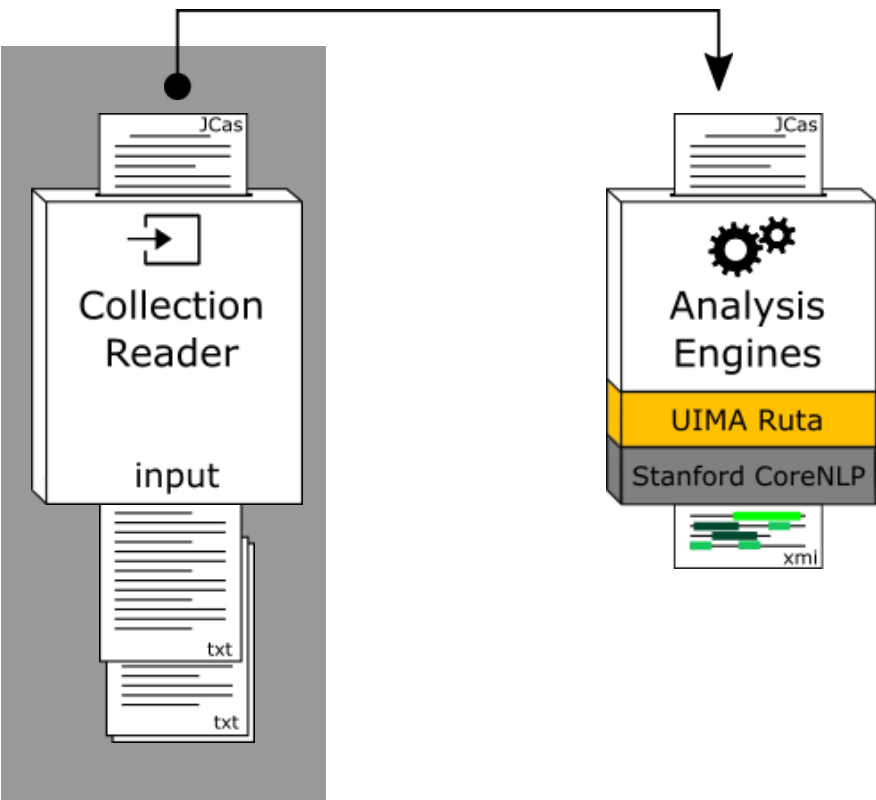 JCas
Collection
Reader
input
txt
txt
JCas
Analysis
Engines
UIMA Ruta
Stanford CoreNLP
xmi